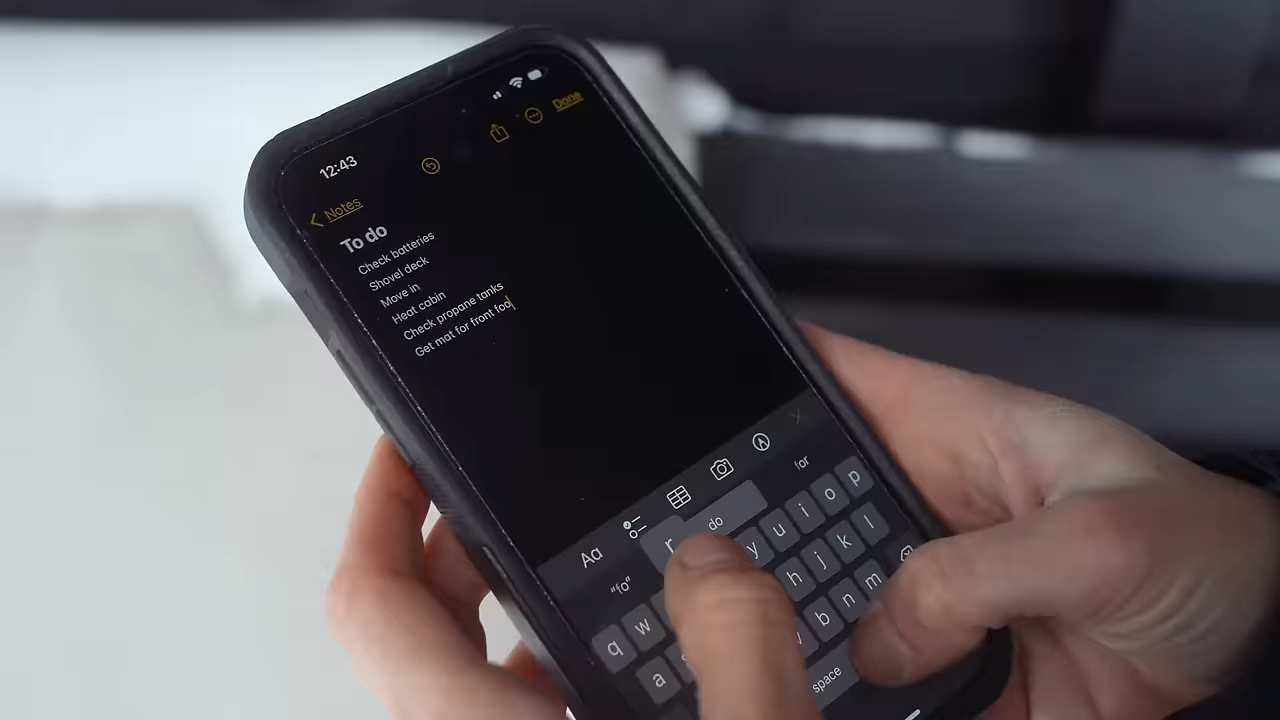 12:43
Done
Notes
To do
Check batteries
Shovel deck
Move in
Heat cabin
Check propane tanks
Get mat for front foo
Aa
"fo"
do
for
q w r y u i o p
a h j k l
v b n m
space